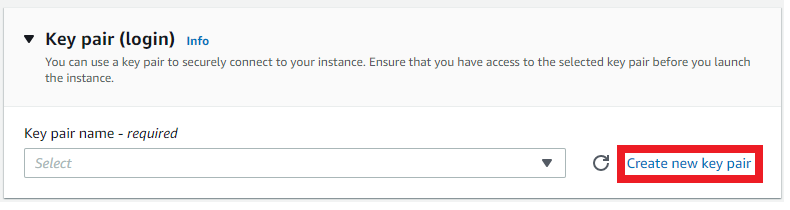 Key pair (login) Info
You can use a key pair to securely connect to your instance. Ensure that you have access to the selected key pair before you launch
the instance.
Key pair name - required
Select
Create new key pair